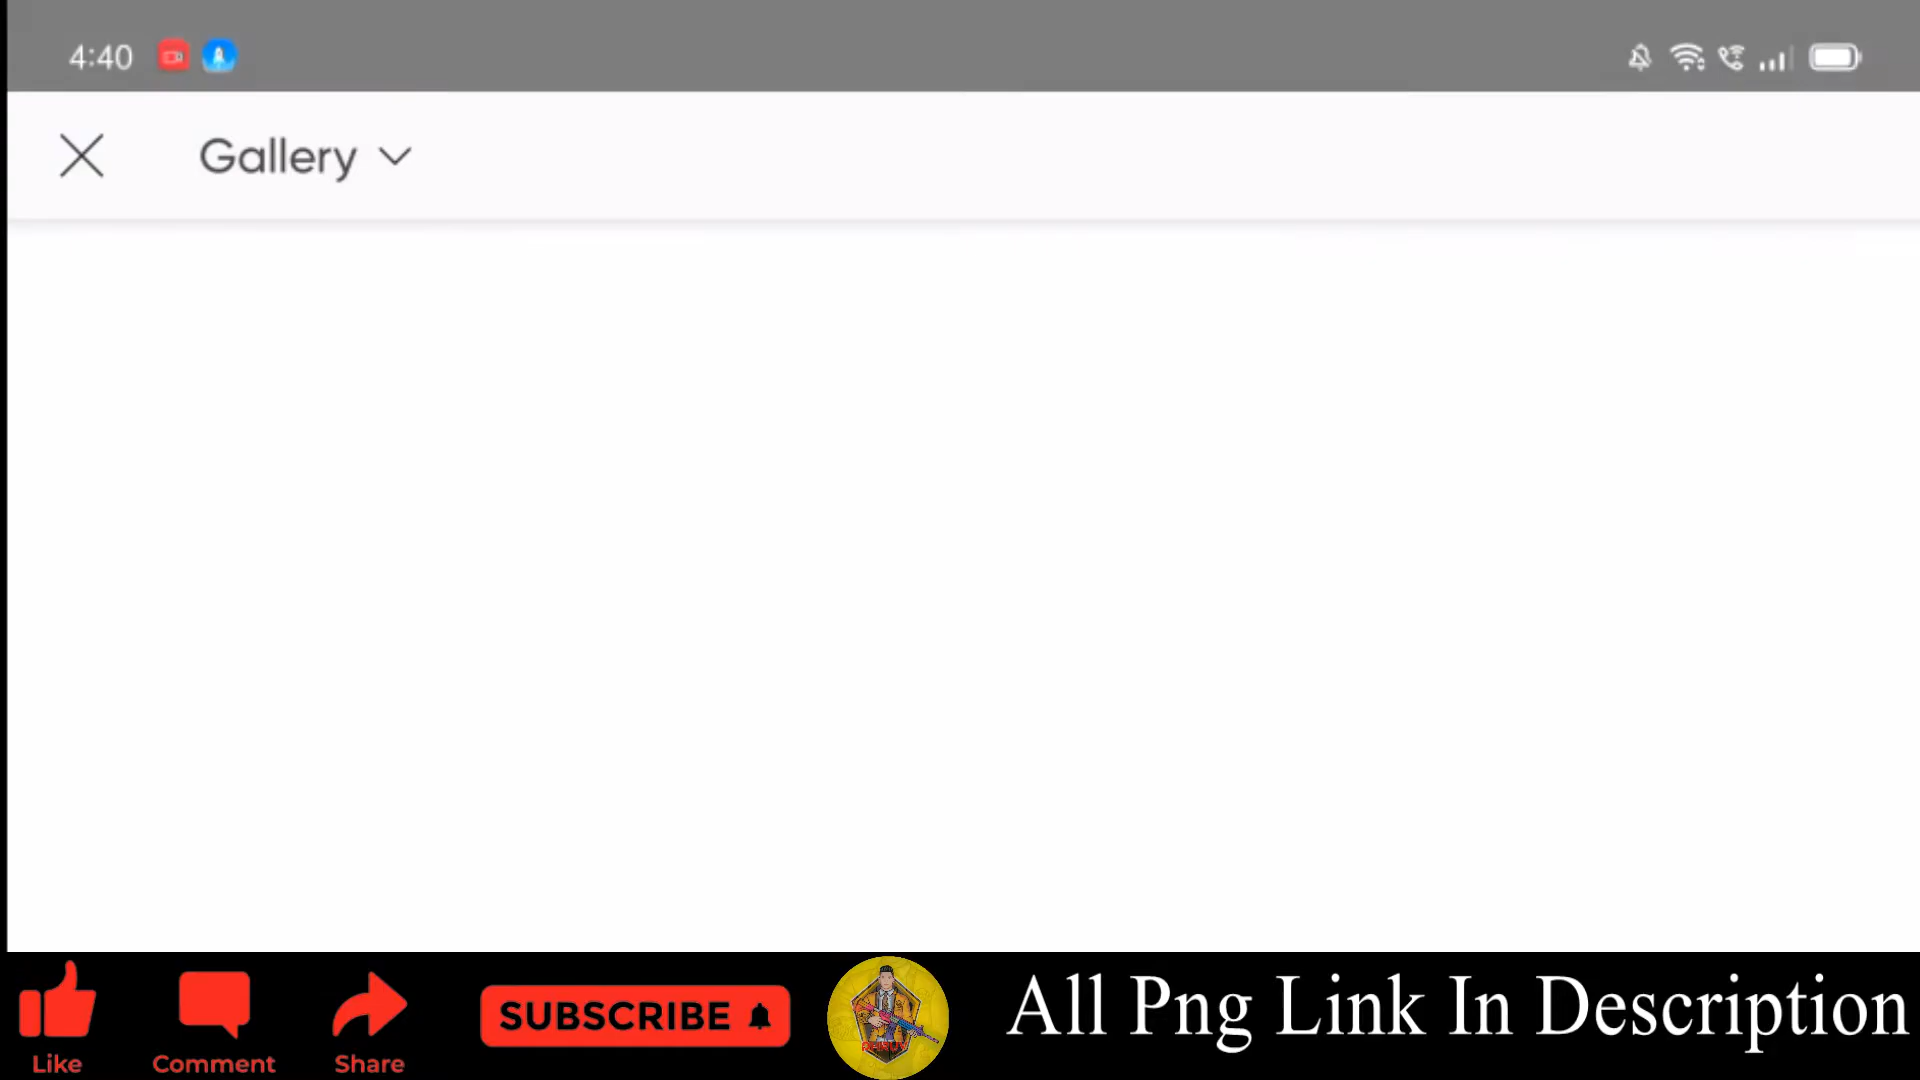 4:40
Gallery
SUBSCRIBE
All Png Link In Description
Like
Comment
Share